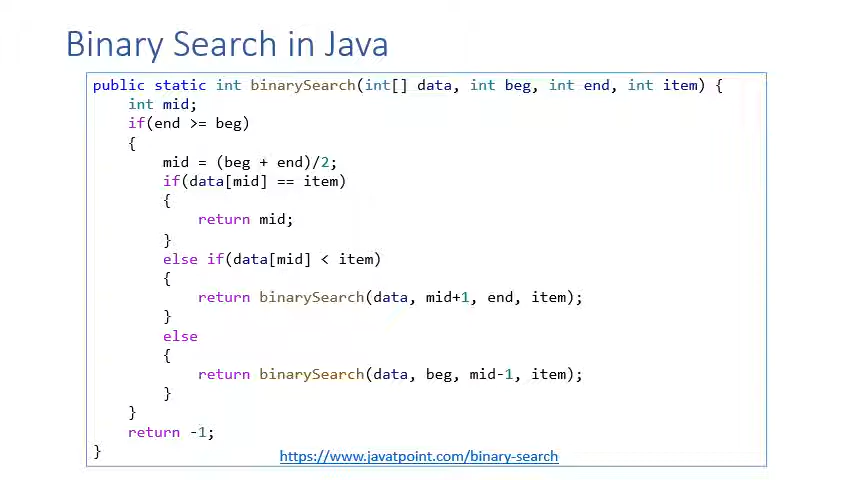 Binary Search in Java
public static int binarySearch(int[] data, int beg, int end, int item) {
    int mid;
    if(end >= beg)
    {
        mid = (beg + end)/2;
        if(data[mid] == item)
        {
            return mid;
        }
        else if(data[mid] < item)
        {
            return binarySearch(data, mid+1, end, item);
        }
        else
        {
            return binarySearch(data, beg, mid-1, item);
        }
    }
    return -1;
}
https://www.javatpoint.com/binary-search